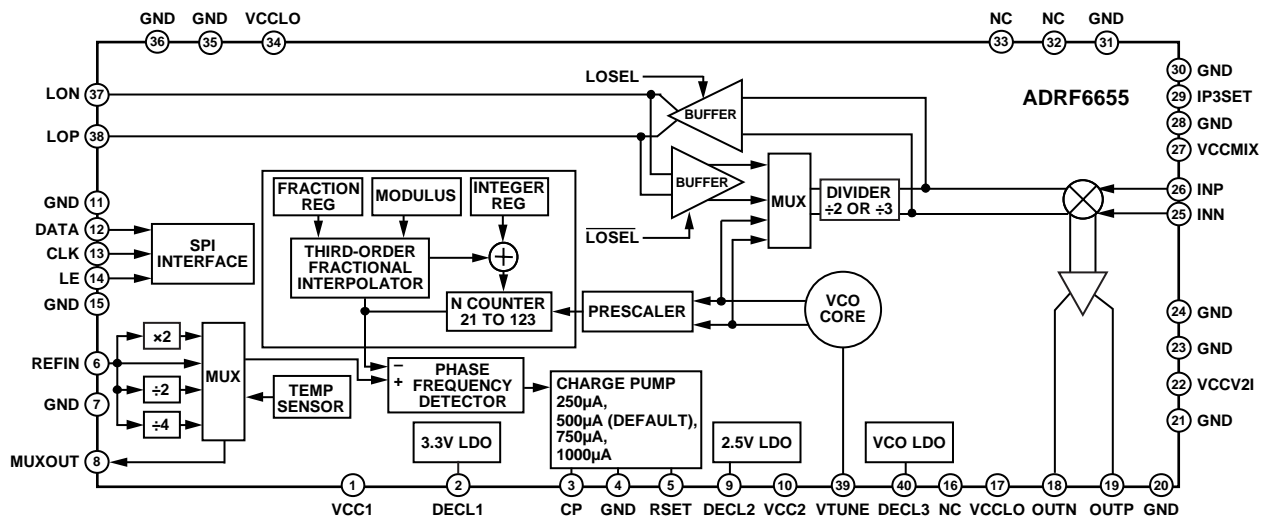 GND GND VCCLO NC NC GND
36 35 34 33 32 31
LON 37
LOP 38
GND 11
DATA 12
CLK 13
LE 14
GND 15
REFIN 6
GND 7
MUXOUT 8
SPI
INTERFACE
×2
÷2
÷4
MUX
TEMP
SENSOR
FRACTION
REG
MODULUS
INTEGER
REG
THIRD-ORDER
FRACTIONAL
INTERPOLATOR
+
N COUNTER
21 TO 123
PRESCALER
−
+
PHASE
FREQUENCY
DETECTOR
CHARGE PUMP
250µA,
500µA (DEFAULT),
750µA,
1000µA
3.3V LDO
2.5V LDO
VCO LDO
LOSEL
BUFFER
BUFFER
LOSEL
MUX
DIVIDER
÷2 OR ÷3
VCO
CORE
ADRF6655
30 GND
29 IP3SET
28 GND
27 VCCMIX
26 INP
25 INN
24 GND
23 GND
22 VCCV2I
21 GND
1 2 3 4 5 9 10 39 40 16 17 18 19 20
VCC1 DECL1 CP GND RSET DECL2 VCC2 VTUNE DECL3 NC VCCLO OUTN OUTP GND